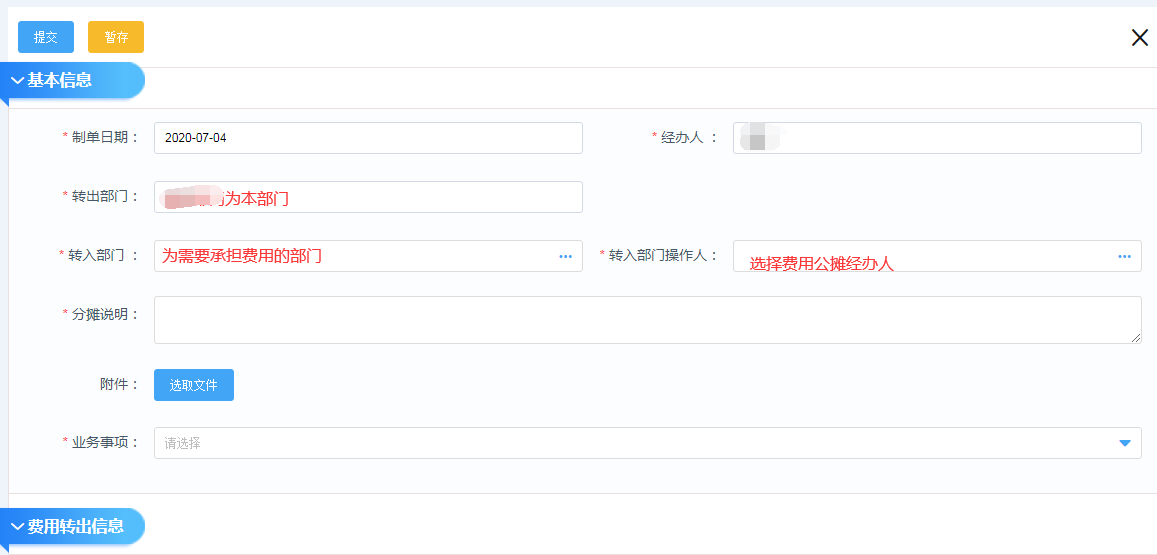 提交 暂存
基本信息
* 制单日期： 2020-07-04 * 经办人 ：
* 转出部门： 为本部门
* 转入部门 ： 为需要承担费用的部门 ... * 转入部门操作人： 选择费用公摊经办人 ...
* 分摊说明：
附件： 选取文件
* 业务事项： 请选择
费用转出信息